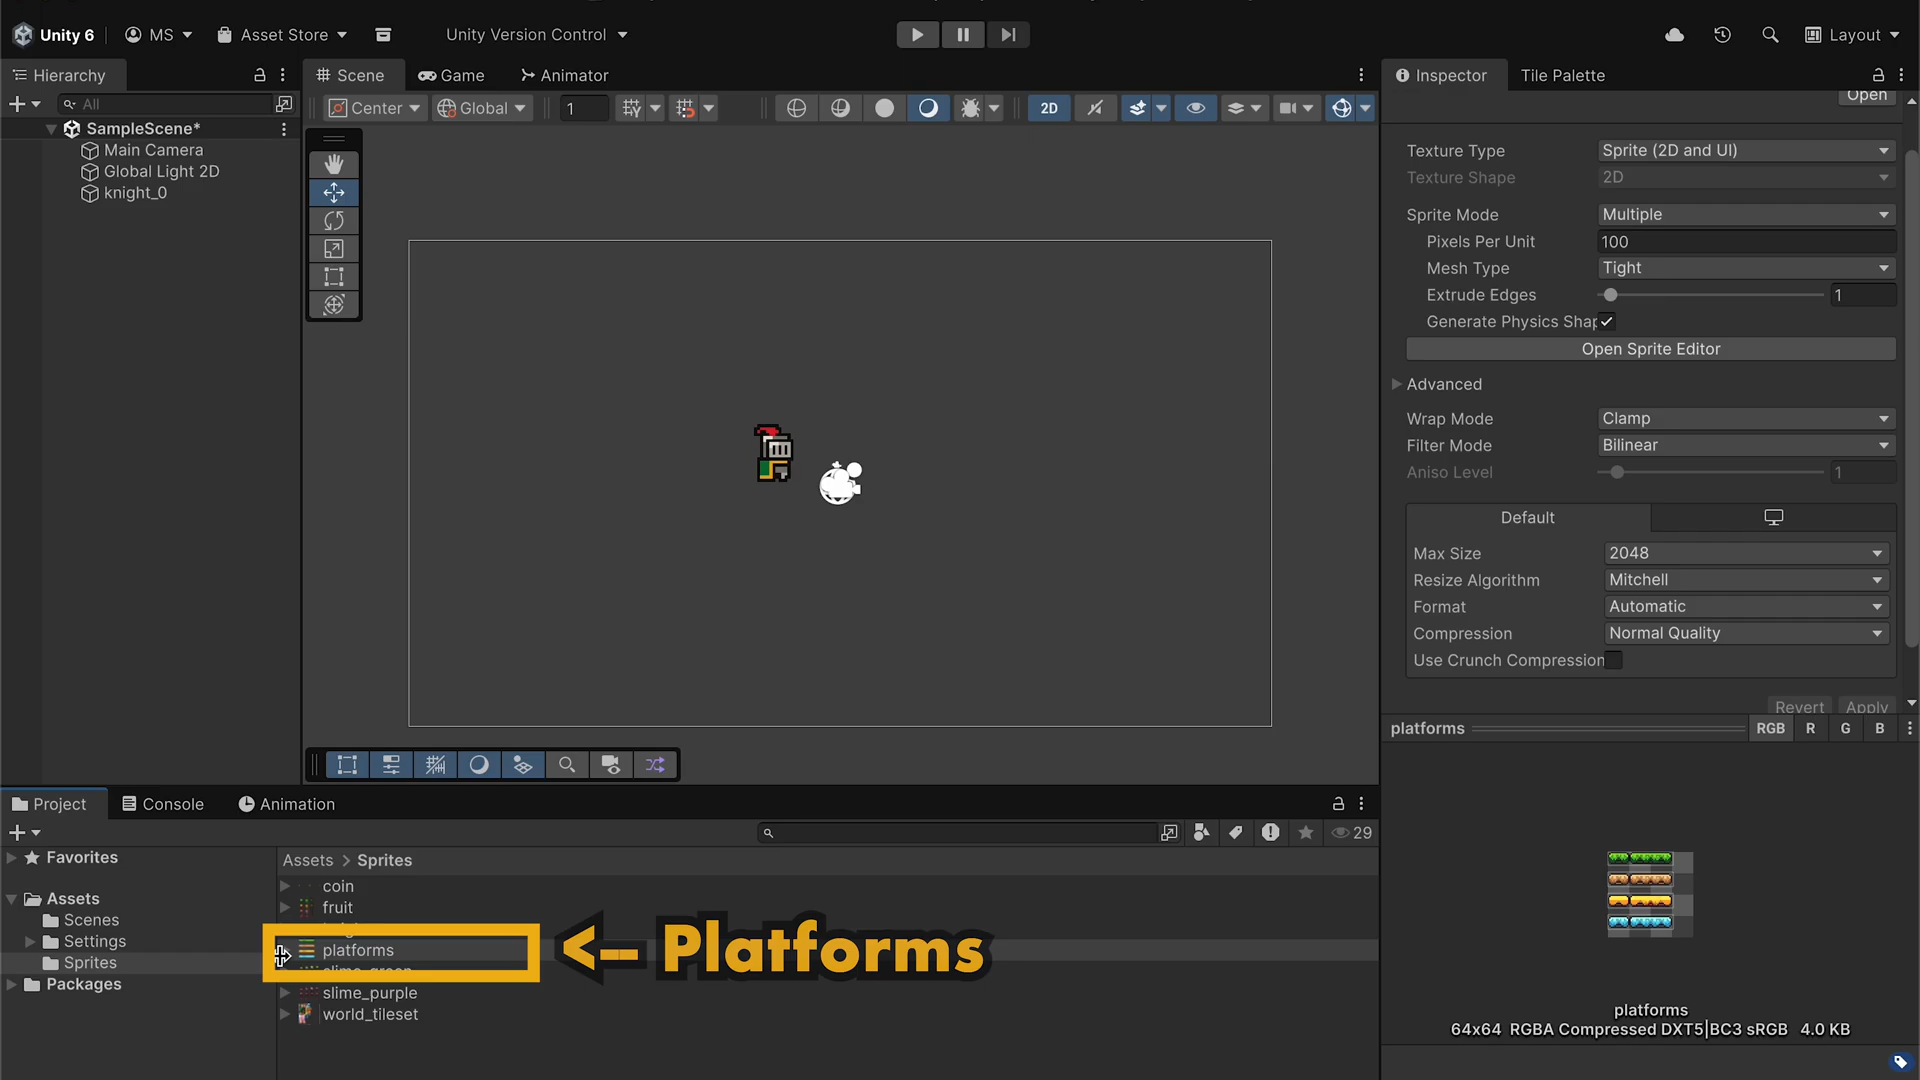 Unity 6
MS
Asset Store
Unity Version Control
Layout
Hierarchy
Scene
Game
Animator
Inspector
Tile Palette
All
Center
Global
1
2D
Open
SampleScene*
Main Camera
Global Light 2D
knight_0
Texture Type
Sprite (2D and UI)
Texture Shape
2D
Sprite Mode
Multiple
Pixels Per Unit
100
Mesh Type
Tight
Extrude Edges
1
Generate Physics Shap
Open Sprite Editor
Advanced
Wrap Mode
Clamp
Filter Mode
Bilinear
Aniso Level
1
Default
Max Size
2048
Resize Algorithm
Mitchell
Format
Automatic
Compression
Normal Quality
Use Crunch Compression
Revert
Apply
platforms
RGB
R
G
B
Project
Console
Animation
29
Favorites
Assets
Scenes
Settings
Sprites
Packages
Assets > Sprites
coin
fruit
platforms
<– Platforms
slime_green
slime_purple
world_tileset
platforms
64x64 RGBA Compressed DXT5|BC3 sRGB 4.0 KB